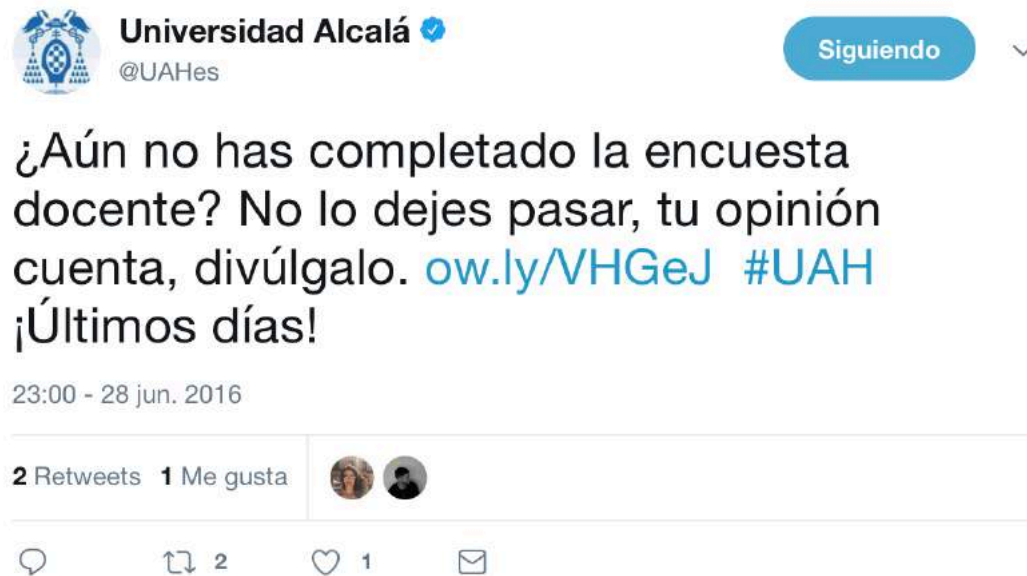 Universidad Alcalá
@UAHes
Siguiendo
¿Aún no has completado la encuesta
docente? No lo dejes pasar, tu opinión
cuenta, divúlgalo. ow.ly/VHGeJ #UAH
¡Últimos días!
23:00 - 28 jun. 2016
2 Retweets 1 Me gusta
2 1